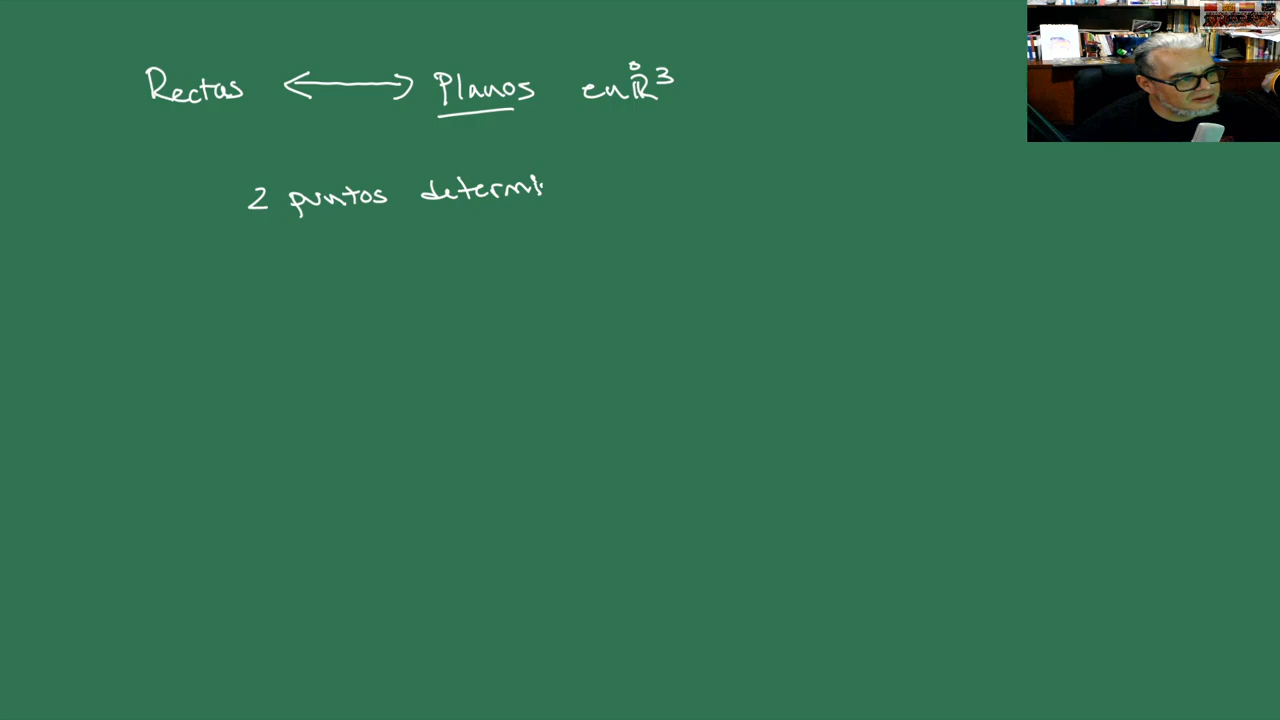 Rectas ⟷ Planos en ℝ³
2 puntos determi